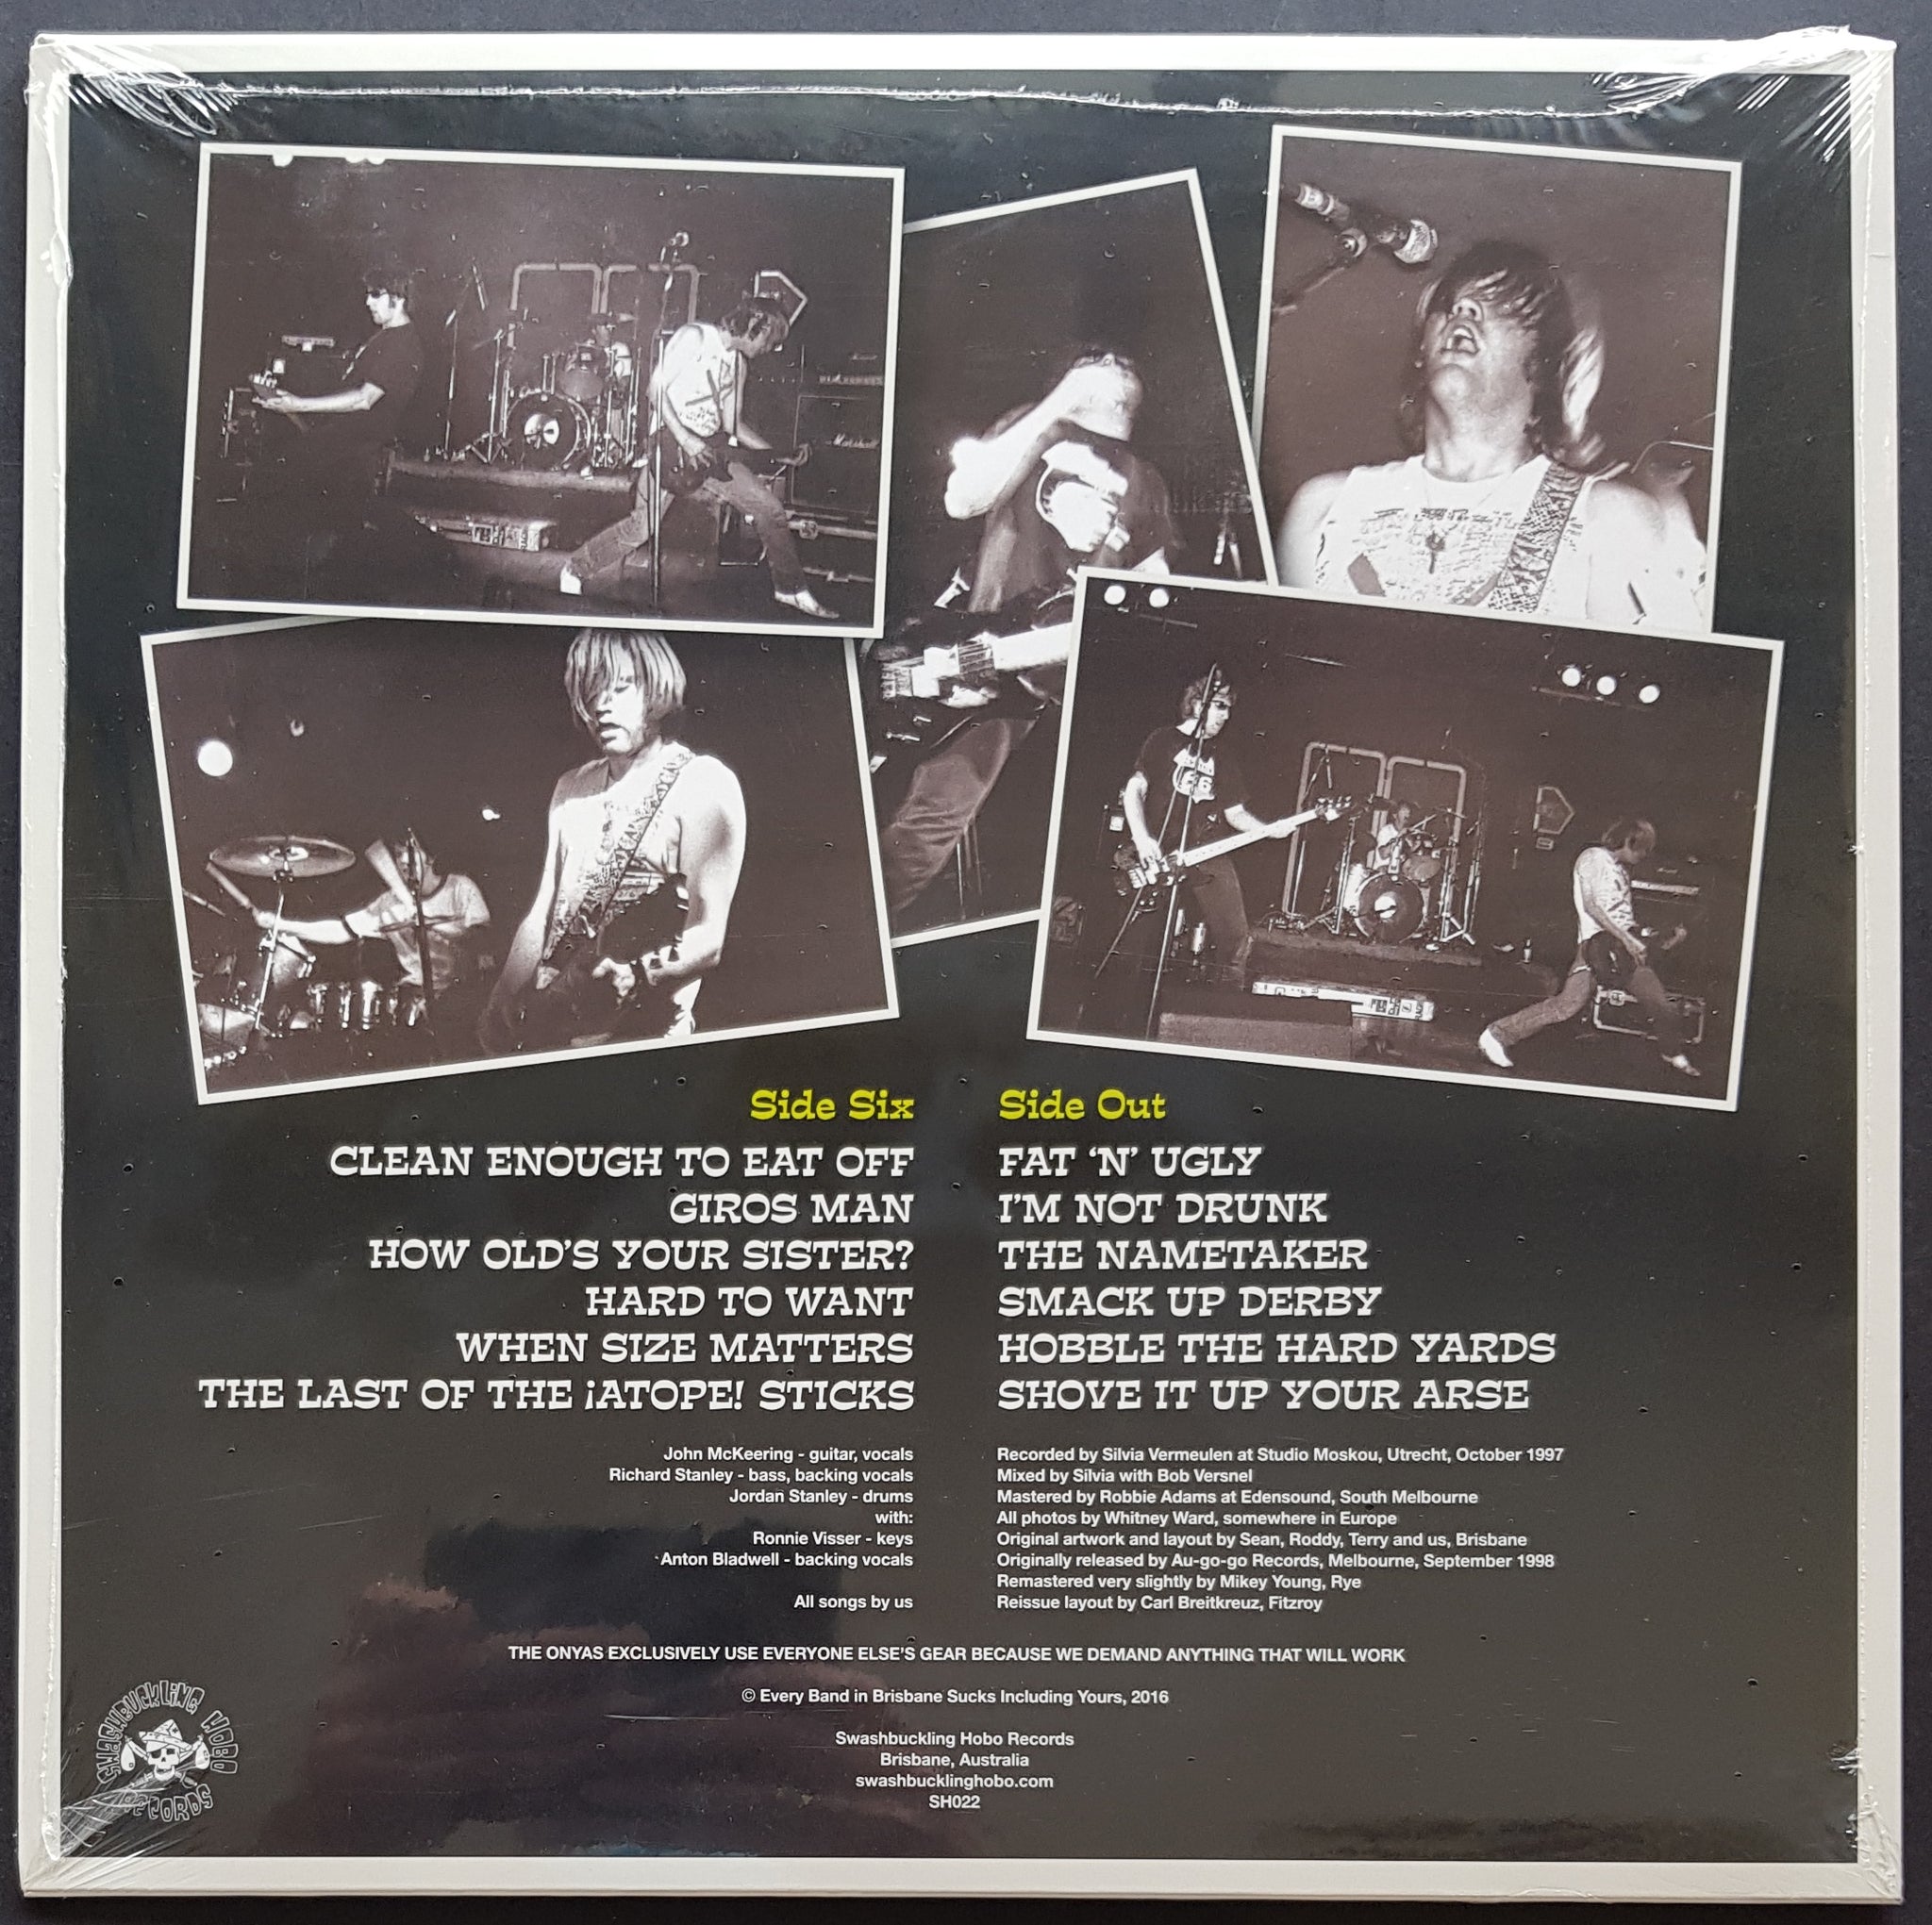 Marshall
Side Six
CLEAN ENOUGH TO EAT OFF
GIROS MAN
HOW OLD'S YOUR SISTER?
HARD TO WANT
WHEN SIZE MATTERS
THE LAST OF THE ¡ATOPE! STICKS
Side Out
FAT ‘N’ UGLY
I'M NOT DRUNK
THE NAMETAKER
SMACK UP DERBY
HOBBLE THE HARD YARDS
SHOVE IT UP YOUR ARSE
John McKeering - guitar, vocals
Richard Stanley - bass, backing vocals
Jordan Stanley - drums
with:
Ronnie Visser - keys
Anton Bladwell - backing vocals
All songs by us
Recorded by Silvia Vermeulen at Studio Moskou, Utrecht, October 1997
Mixed by Silvia with Bob Versnel
Mastered by Robbie Adams at Edensound, South Melbourne
All photos by Whitney Ward, somewhere in Europe
Original artwork and layout by Sean, Roddy, Terry and us, Brisbane
Originally released by Au-go-go Records, Melbourne, September 1998
Remastered very slightly by Mikey Young, Rye
Reissue layout by Carl Breitkreuz, Fitzroy
THE ONYAS EXCLUSIVELY USE EVERYONE ELSE'S GEAR BECAUSE WE DEMAND ANYTHING THAT WILL WORK
© Every Band in Brisbane Sucks Including Yours, 2016
Swashbuckling Hobo Records
Brisbane, Australia
swashbucklinghobo.com
SH022
SWASHBUCKLING HOBO
RECORDS